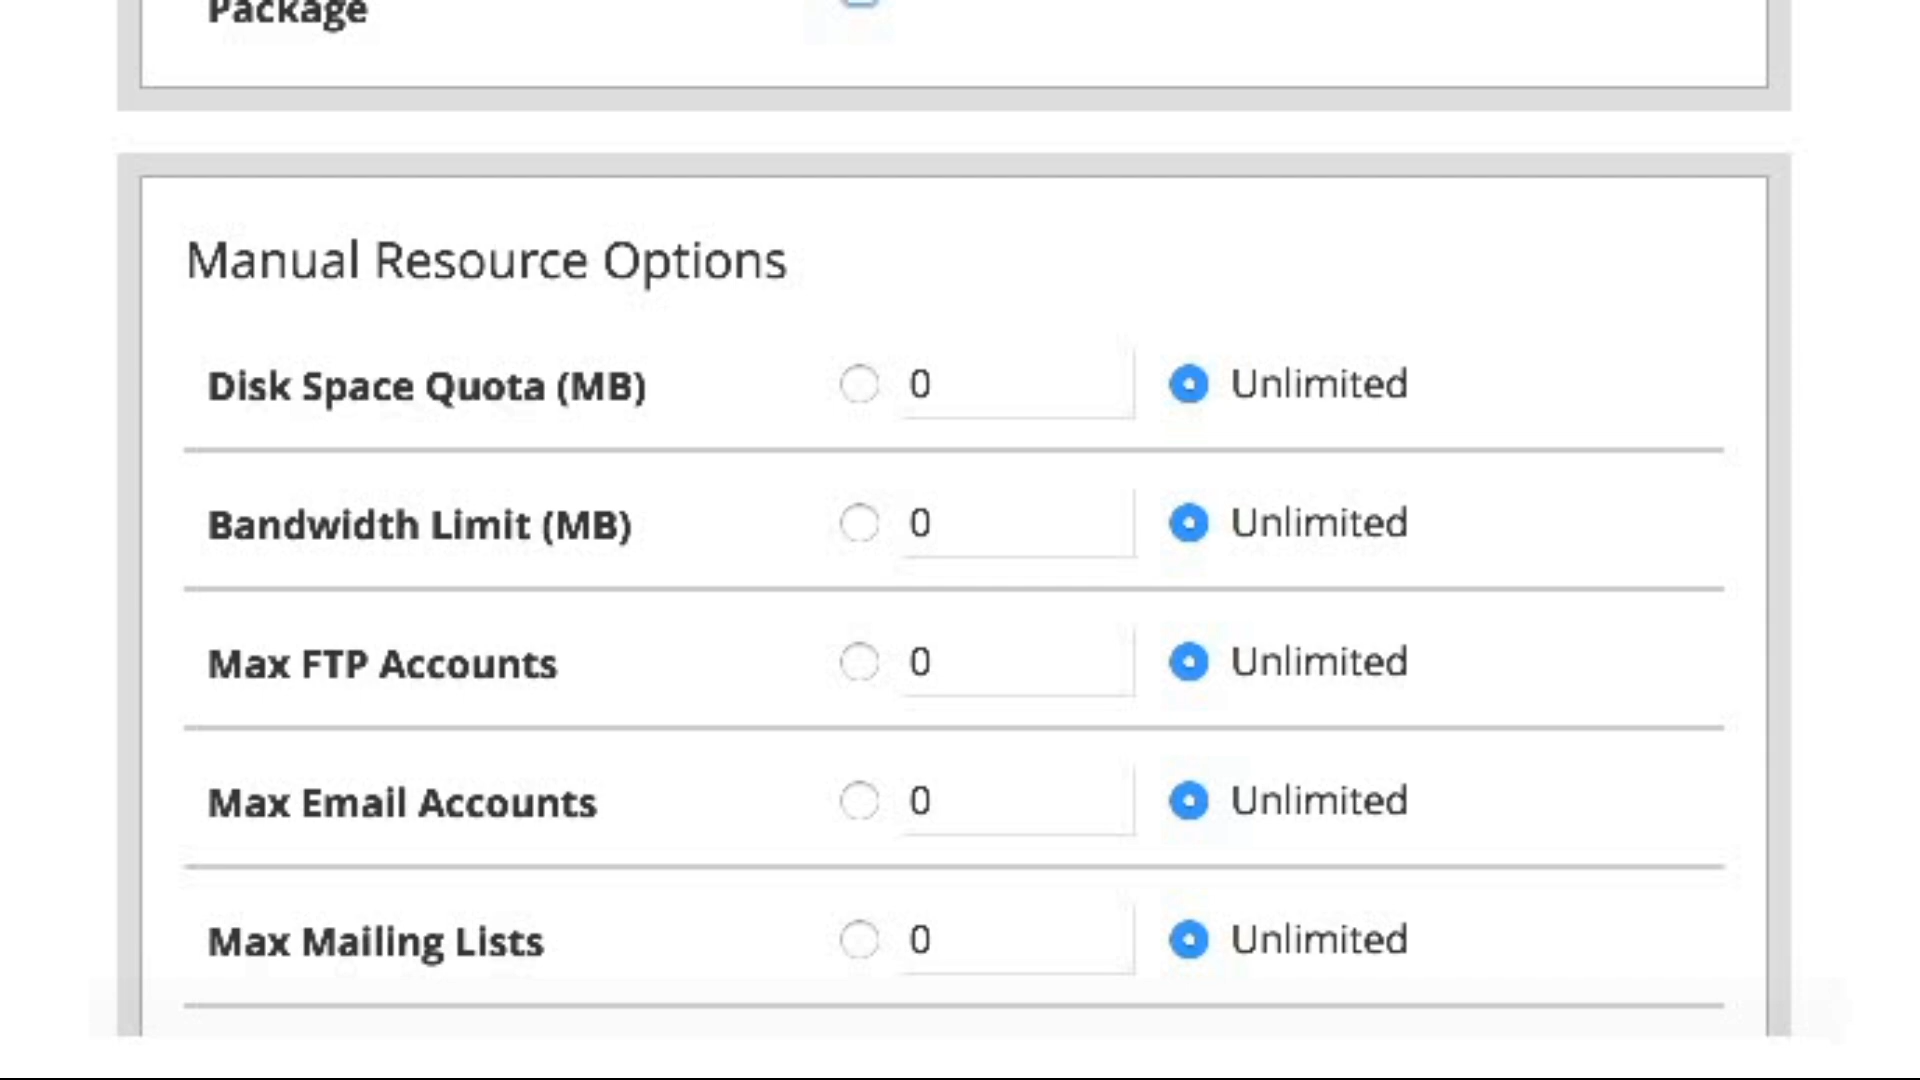 Package
Manual Resource Options
Disk Space Quota (MB) 0 Unlimited
Bandwidth Limit (MB) 0 Unlimited
Max FTP Accounts 0 Unlimited
Max Email Accounts 0 Unlimited
Max Mailing Lists 0 Unlimited